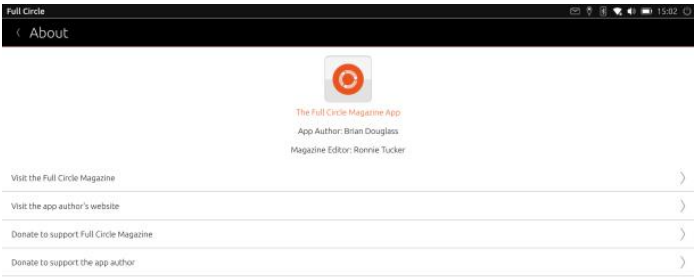 Full Circle 15:02
‹ About
The Full Circle Magazine App
App Author: Brian Douglass
Magazine Editor: Ronnie Tucker
Visit the Full Circle Magazine
Visit the app author's website
Donate to support Full Circle Magazine
Donate to support the app author